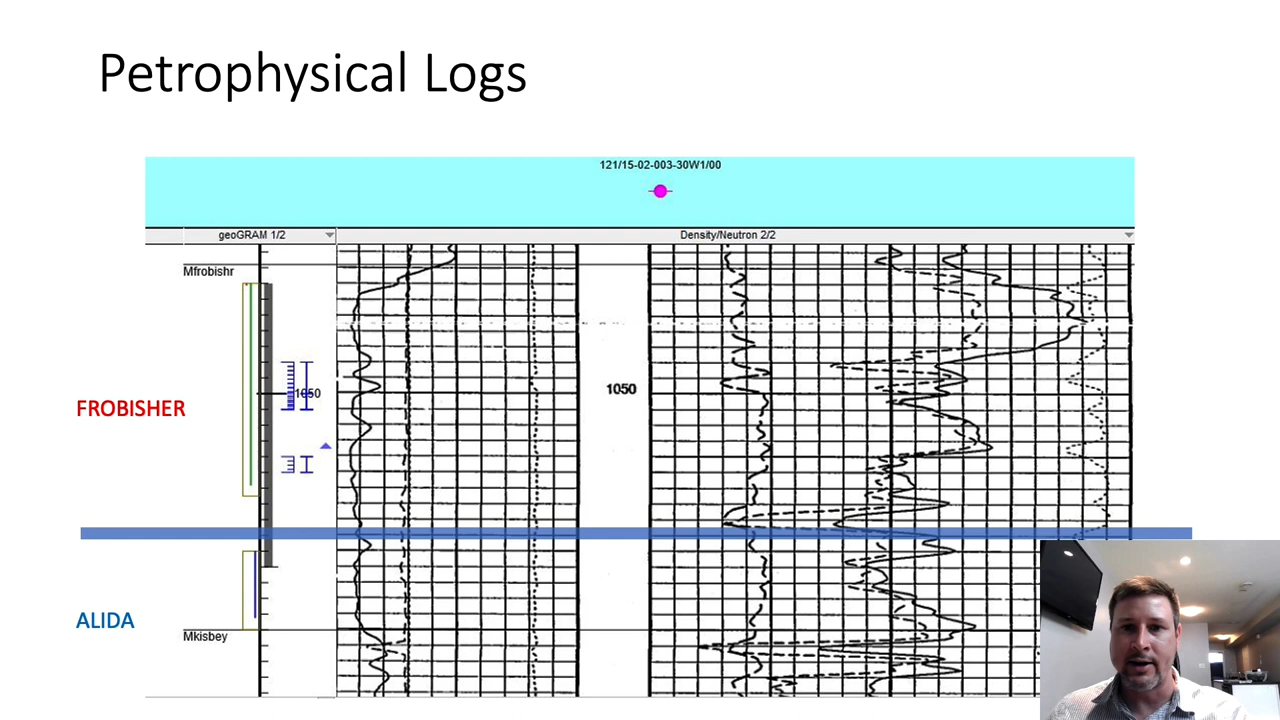 Petrophysical Logs
121/15-02-003-30W1/00
geoGRAM 1/2
Density/Neutron 2/2
Mfrobishr
1050
1050
FROBISHER
ALIDA
Mkisbey